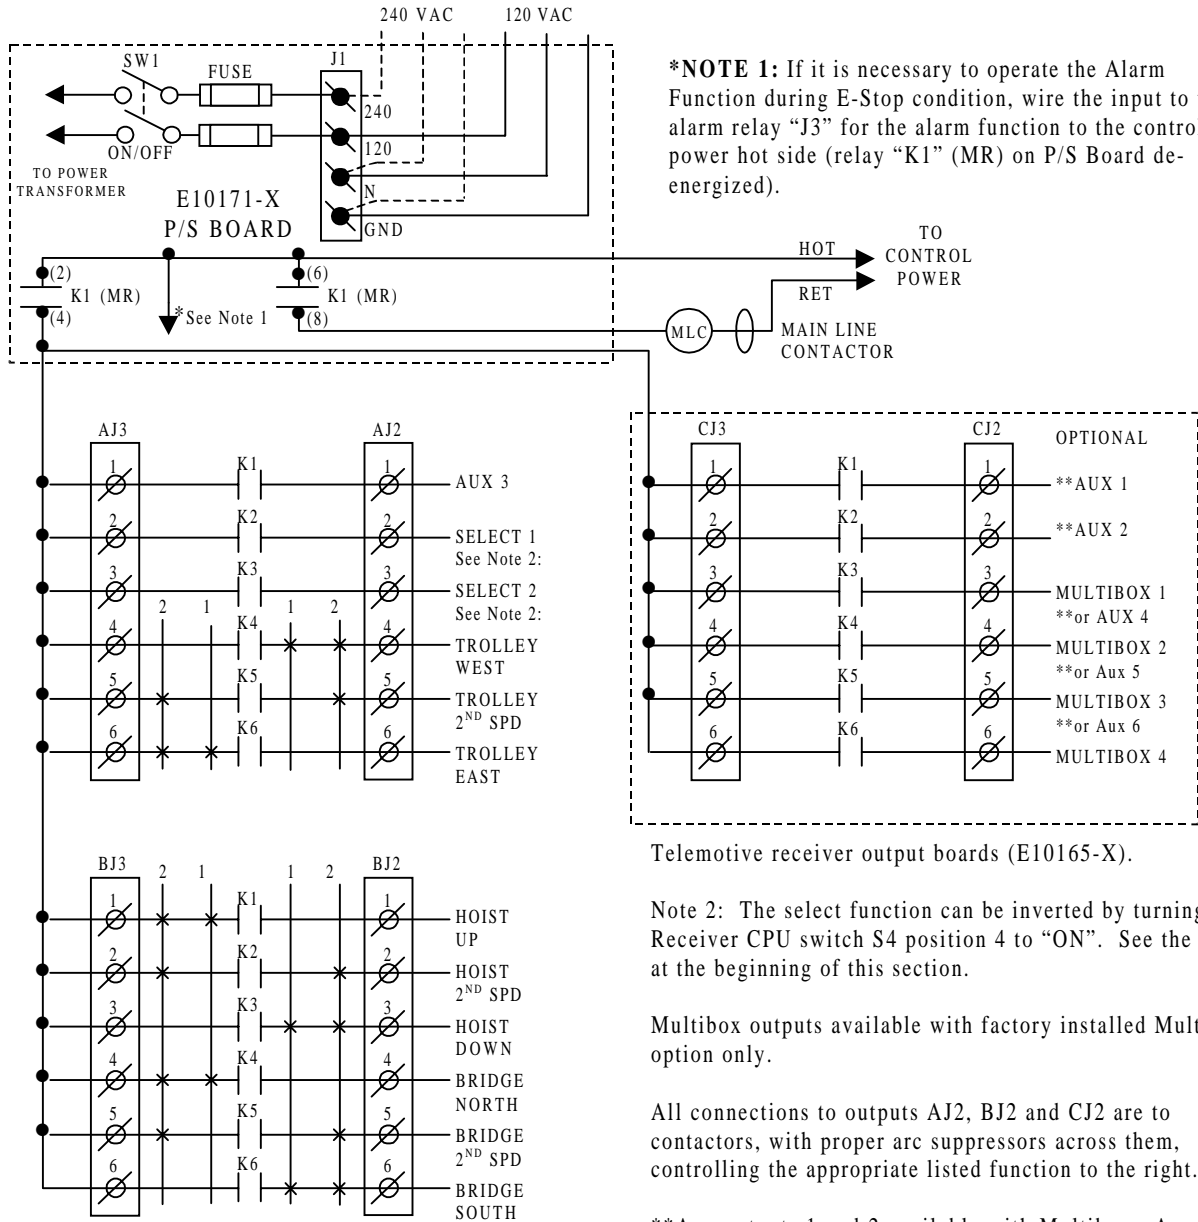 240 VAC 120 VAC
SW1
FUSE
J1
240
120
N
GND
ON/OFF
TO POWER
TRANSFORMER
E10171-X
P/S BOARD
*NOTE 1: If it is necessary to operate the Alarm
Function during E-Stop condition, wire the input to
alarm relay “J3” for the alarm function to the control
power hot side (relay “K1” (MR) on P/S Board de-
energized).
(2)
K1 (MR)
(4)
*See Note 1
(6)
K1 (MR)
(8)
HOT
RET
TO
CONTROL
POWER
MLC
MAIN LINE
CONTACTOR
AJ3 AJ2
1 K1 1 AUX 3
2 K2 2 SELECT 1
See Note 2:
3 K3 3 SELECT 2
See Note 2:
2 1 1 2
4 K4 4 TROLLEY
WEST
5 K5 5 TROLLEY
2ND SPD
6 K6 6 TROLLEY
EAST
CJ3 CJ2
OPTIONAL
1 K1 1 **AUX 1
2 K2 2 **AUX 2
3 K3 3 MULTIBOX 1
**or AUX 4
4 K4 4 MULTIBOX 2
**or Aux 5
5 K5 5 MULTIBOX 3
**or Aux 6
6 K6 6 MULTIBOX 4
BJ3 2 1 1 2 BJ2
1 K1 1 HOIST
UP
2 K2 2 HOIST
2ND SPD
3 K3 3 HOIST
DOWN
4 K4 4 BRIDGE
NORTH
5 K5 5 BRIDGE
2ND SPD
6 K6 6 BRIDGE
SOUTH
Telemotive receiver output boards (E10165-X).
Note 2: The select function can be inverted by turning
Receiver CPU switch S4 position 4 to “ON”. See the
at the beginning of this section.
Multibox outputs available with factory installed Mult
option only.
All connections to outputs AJ2, BJ2 and CJ2 are to
contactors, with proper arc suppressors across them,
controlling the appropriate listed function to the right.